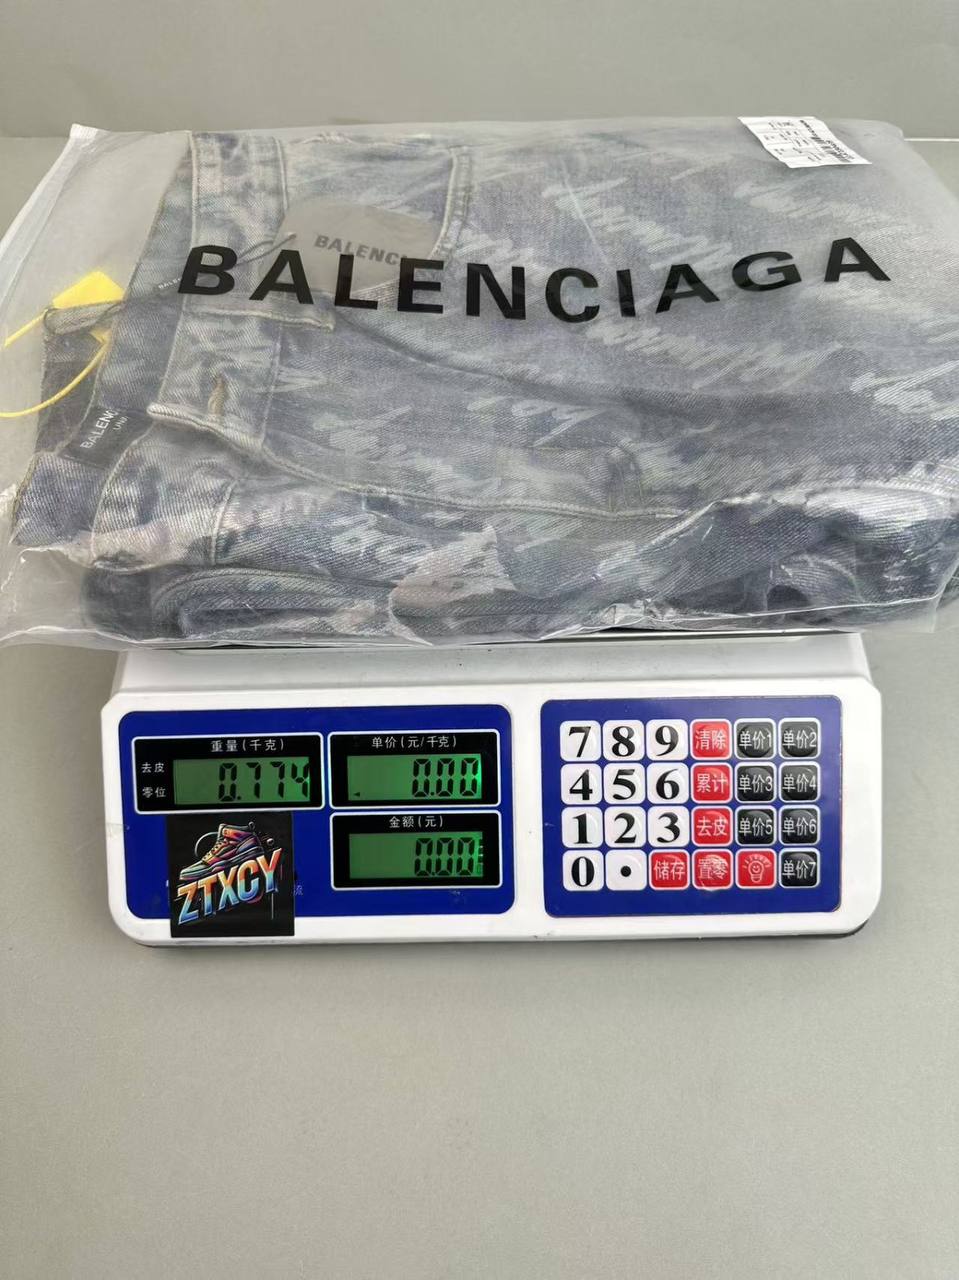 BALENCIAGA
BALENCI
BALENC
重量(千克)
去皮
零位
0.774
单价(元/千克)
0.00
金额(元)
0.00
ZTXCY
流
7 8 9 清除 单价1 单价2
4 5 6 累计 单价3 单价4
1 2 3 去皮 单价5 单价6
0 . 储存 置零 单价7